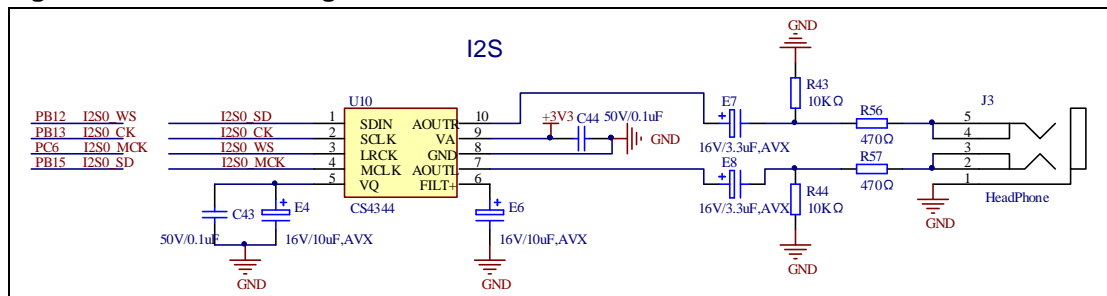 I2S
GND
R43
10KΩ
U10
E7
50V/0.1uF
R56
J3
PB12 I2S0_WS I2S0_SD 1 SDIN AOUTR 10 +3V3 C44 5
PB13 I2S0_CK I2S0_CK 2 SCLK VA 9 GND 470Ω 4
PC6 I2S0_MCK I2S0_WS 3 LRCK GND 8 16V/3.3uF,AVX R57 3
PB15 I2S0_SD I2S0_MCK 4 MCLK AOUTL 7 E8 2
5 VQ FILT+ 6 470Ω 1
16V/3.3uF,AVX
R44
10KΩ
HeadPhone
CS4344
C43 E4 E6
GND
50V/0.1uF 16V/10uF,AVX 16V/10uF,AVX
GND GND GND